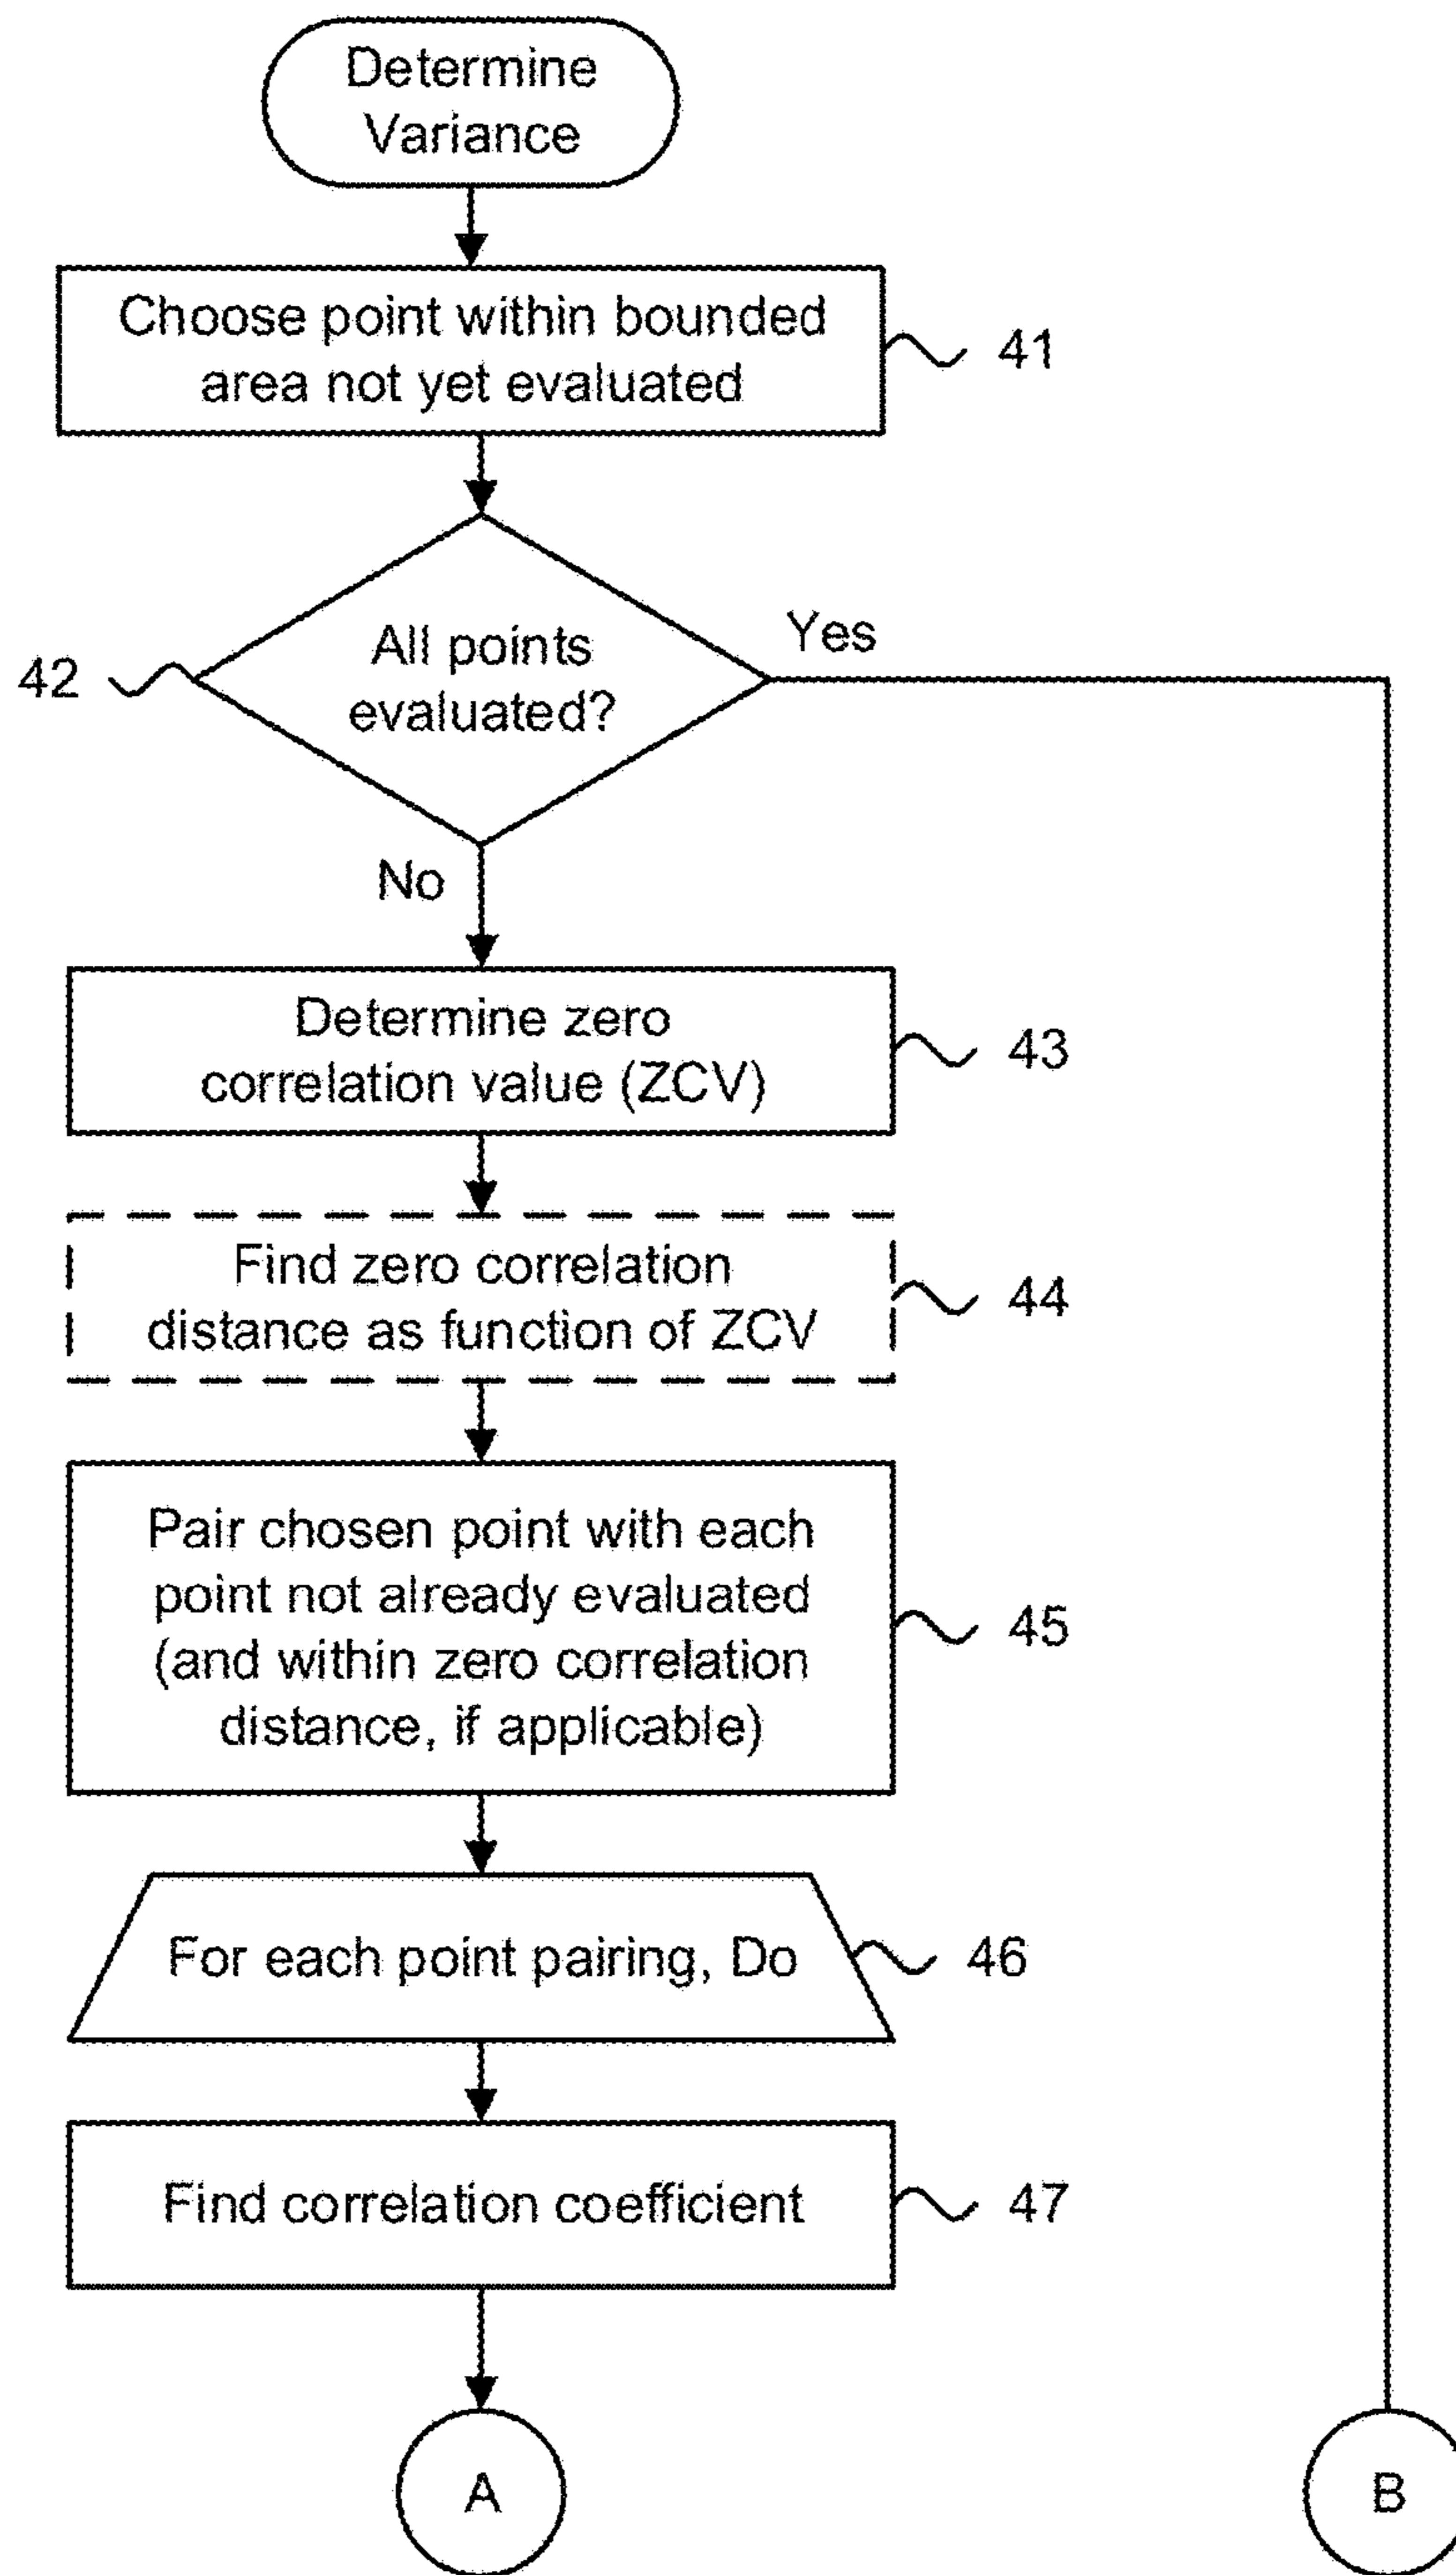 Determine
Variance
Choose point within bounded
area not yet evaluated
41
All points
evaluated?
Yes
42
No
Determine zero
correlation value (ZCV)
43
Find zero correlation
distance as function of ZCV
44
Pair chosen point with each
point not already evaluated
(and within zero correlation
distance, if applicable)
45
For each point pairing, Do
46
Find correlation coefficient
47
A
B